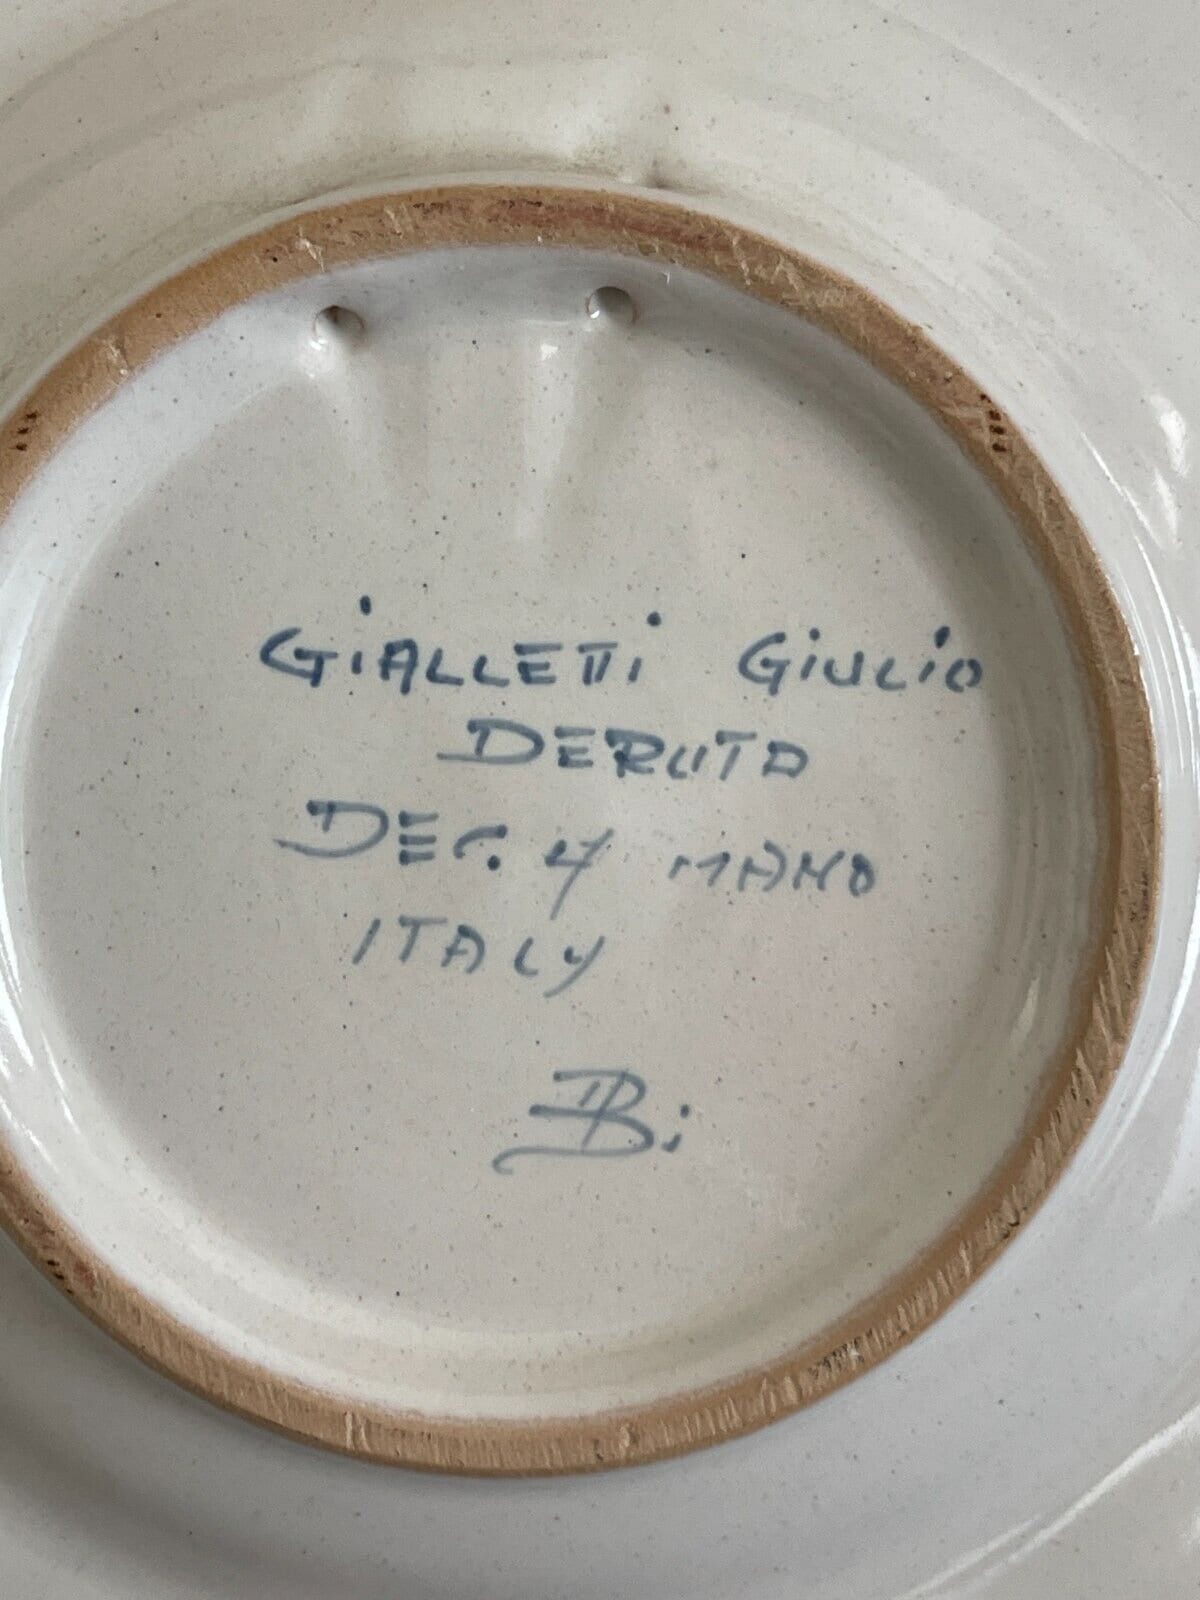 GiALLETTi GiULiO
DERUTA
DEC. A MANO
ITALY